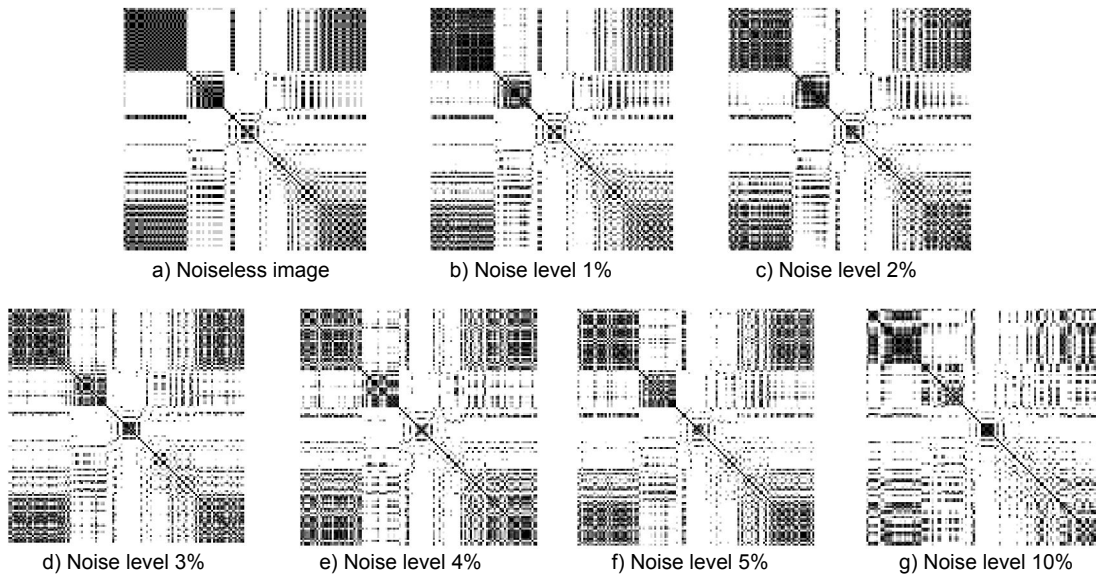 a) Noiseless image
b) Noise level 1%
c) Noise level 2%
d) Noise level 3%
e) Noise level 4%
f) Noise level 5%
g) Noise level 10%